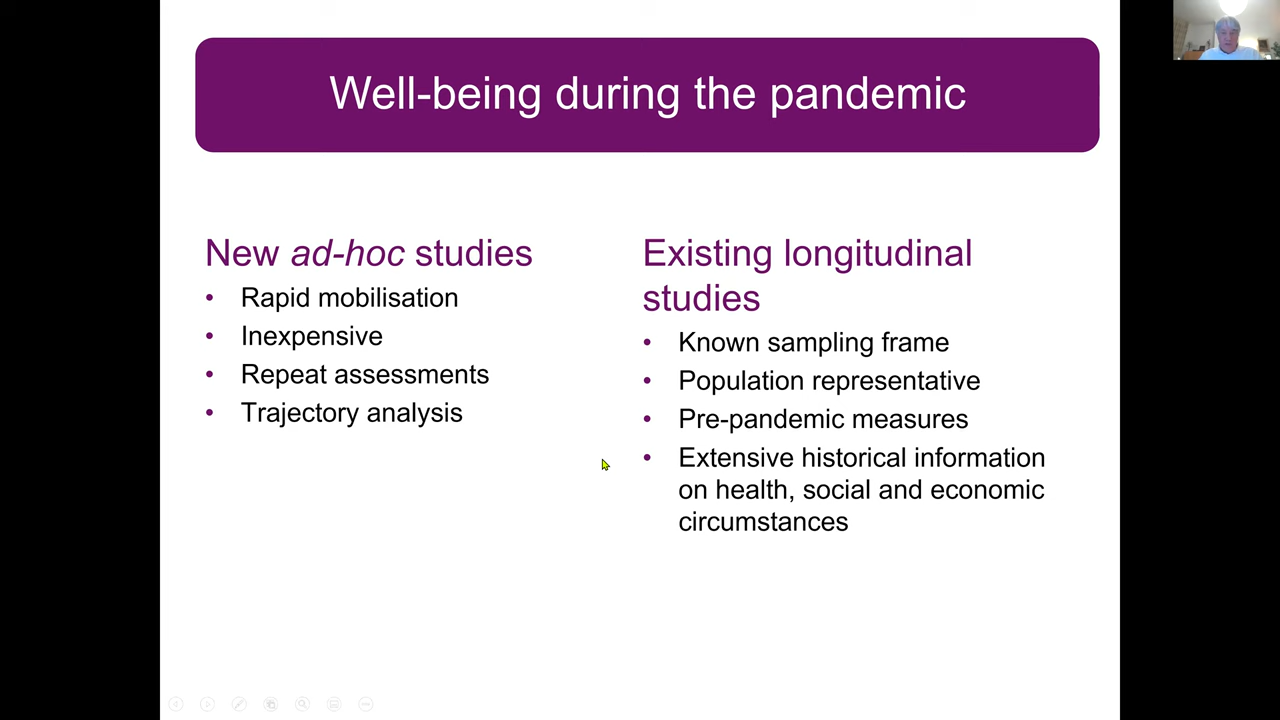 Well-being during the pandemic
New ad-hoc studies
• Rapid mobilisation
• Inexpensive
• Repeat assessments
• Trajectory analysis
Existing longitudinal
studies
• Known sampling frame
• Population representative
• Pre-pandemic measures
• Extensive historical information
on health, social and economic
circumstances